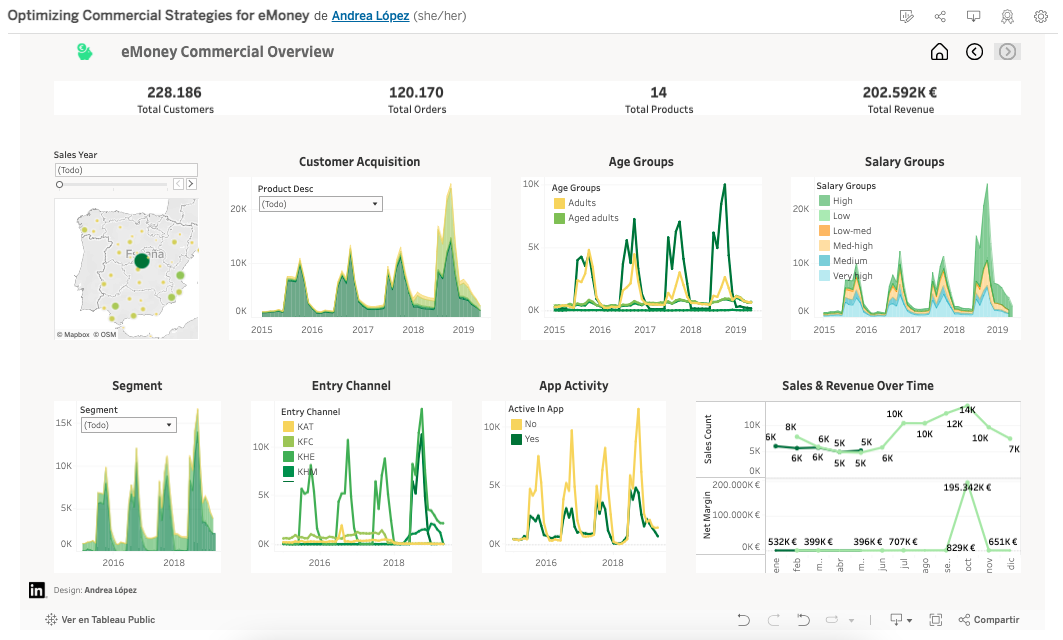 Optimizing Commercial Strategies for eMoney de Andrea López (she/her)
eMoney Commercial Overview
228.186
Total Customers
120.170
Total Orders
14
Total Products
202.592K €
Total Revenue
Sales Year
(Todo)
España
© Mapbox © OSM
Customer Acquisition
Product Desc
(Todo)
20K
10K
0K
2015 2016 2017 2018 2019
Age Groups
Age Groups
Adults
Aged adults
10K
5K
0K
2015 2016 2017 2018 2019
Salary Groups
Salary Groups
High
Low
Low-med
Med-high
Medium
Very high
20K
10K
0K
2015 2016 2017 2018 2019
Segment
Segment
(Todo)
15K
10K
5K
0K
2016 2018
Entry Channel
Entry Channel
KAT
KFC
KHE
KHM
10K
5K
0K
2016 2018
App Activity
Active In App
No
Yes
10K
5K
0K
2016 2018
Sales & Revenue Over Time
Sales Count
10K
5K
0K
6K 8K 6K 6K 6K 5K 5K 5K 5K 6K 10K 10K 12K 14K 10K 7K
Net Margin
200.000K €
100.000K €
0K €
532K € 399K € 396K € 707K € 829K € 195.342K € 651K €
ene feb m.. abr m.. jun jul ago se.. oct nov dic
in Design: Andrea López
Ver en Tableau Public
Compartir